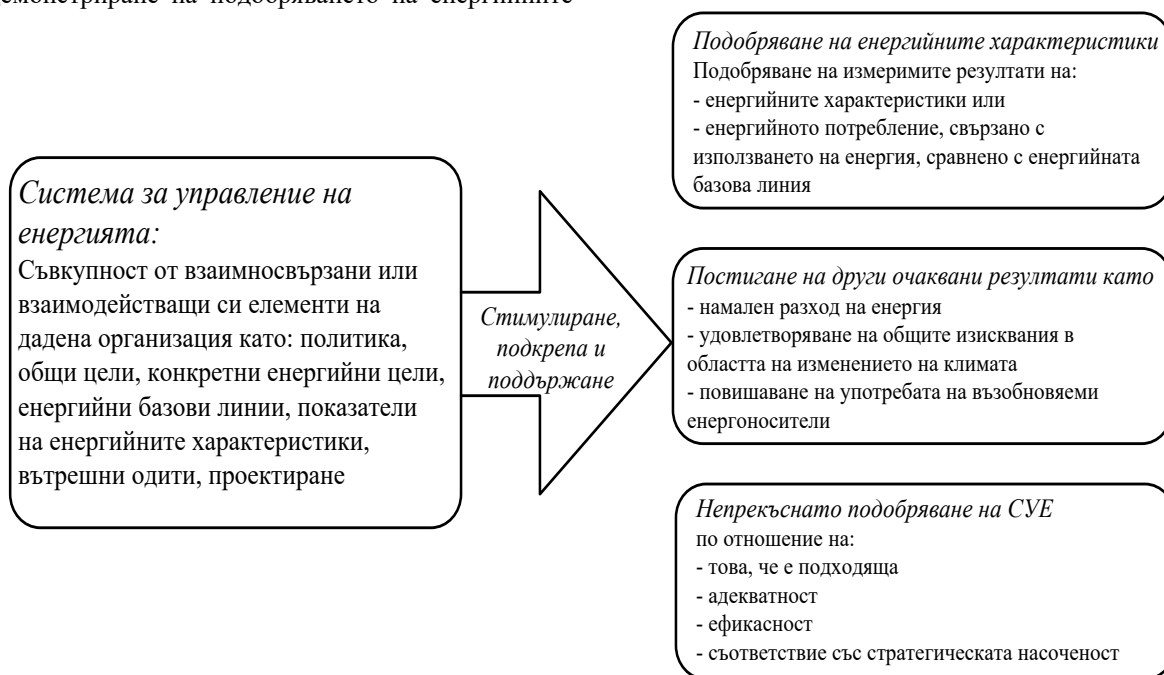 демонстриране на подобряването на енергийните
Система за управление на
енергията:
Съвкупност от взаимносвързани или
взаимодействащи си елементи на
дадена организация като: политика,
общи цели, конкретни енергийни цели,
енергийни базови линии, показатели
на енергийните характеристики,
вътрешни одити, проектиране
Стимулиране,
подкрепа и
поддържане
Подобряване на енергийните характеристики
Подобряване на измеримите резултати на:
- енергийните характеристики или
- енергийното потребление, свързано с
използването на енергия, сравнено с енергийната
базова линия
Постигане на други очаквани резултати като
- намален разход на енергия
- удовлетворяване на общите изисквания в
областта на изменението на климата
- повишаване на употребата на възобновяеми
енергоносители
Непрекъснато подобряване на СУЕ
по отношение на:
- това, че е подходяща
- адекватност
- ефикасност
- съответствие със стратегическата насоченост